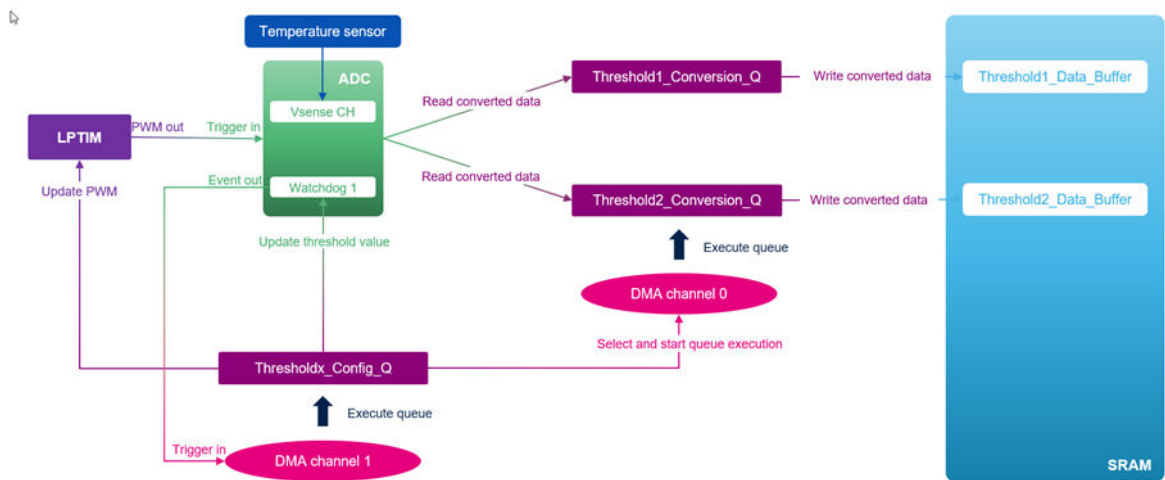 Temperature sensor
ADC
Threshold1_Conversion_Q
Write converted data
Threshold1_Data_Buffer
Read converted data
Vsense CH
LPTIM
PWM out
Trigger in
Event out
Watchdog 1
Read converted data
Update PWM
Threshold2_Conversion_Q
Write converted data
Threshold2_Data_Buffer
Update threshold value
Execute queue
DMA channel 0
Select and start queue execution
Thresholdx_Config_Q
Execute queue
Trigger in
DMA channel 1
SRAM